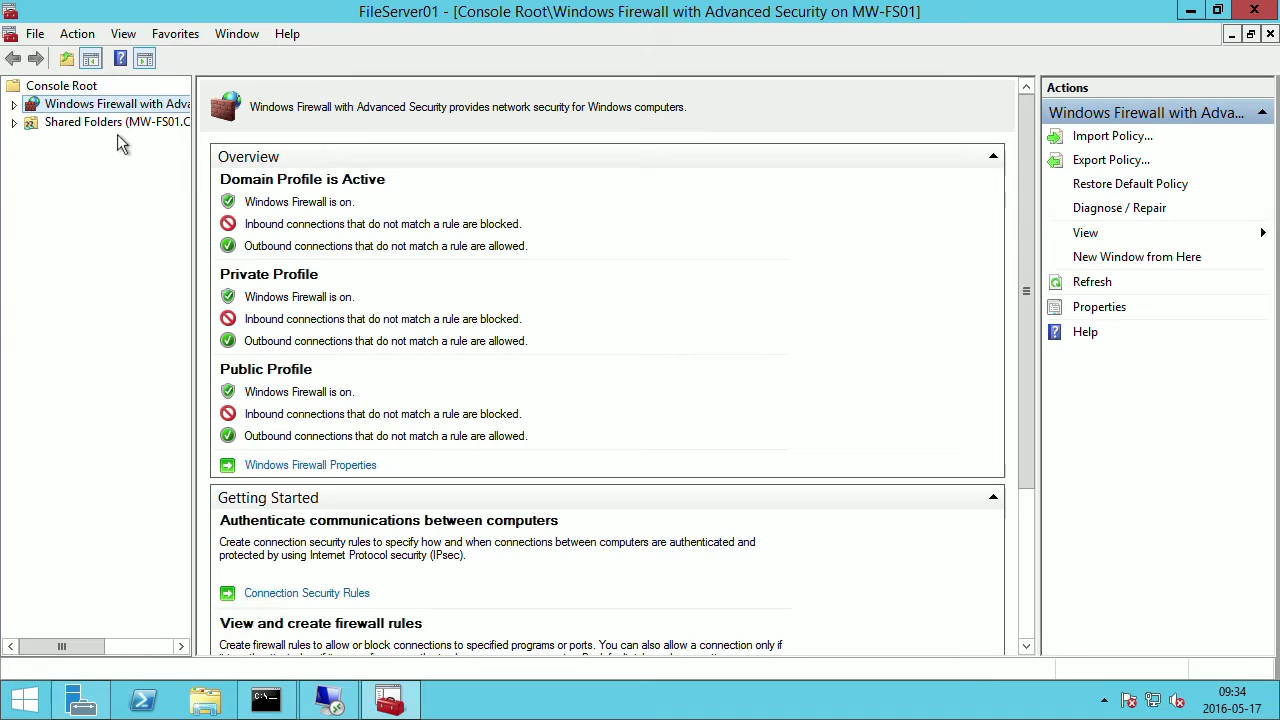 FileServer01 - [Console Root\Windows Firewall with Advanced Security on MW-FS01]
File Action View Favorites Window Help
Console Root
Windows Firewall with Adva
Shared Folders (MW-FS01.C
Windows Firewall with Advanced Security provides network security for Windows computers.
Overview
Domain Profile is Active
Windows Firewall is on.
Inbound connections that do not match a rule are blocked.
Outbound connections that do not match a rule are allowed.
Private Profile
Windows Firewall is on.
Inbound connections that do not match a rule are blocked.
Outbound connections that do not match a rule are allowed.
Public Profile
Windows Firewall is on.
Inbound connections that do not match a rule are blocked.
Outbound connections that do not match a rule are allowed.
Windows Firewall Properties
Getting Started
Authenticate communications between computers
Create connection security rules to specify how and when connections between computers are authenticated and
protected by using Internet Protocol security (IPsec).
Connection Security Rules
View and create firewall rules
Create firewall rules to allow or block connections to specified programs or ports. You can also allow a connection only if
Actions
Windows Firewall with Adva...
Import Policy...
Export Policy...
Restore Default Policy
Diagnose / Repair
View
New Window from Here
Refresh
Properties
Help
09:34
2016-05-17